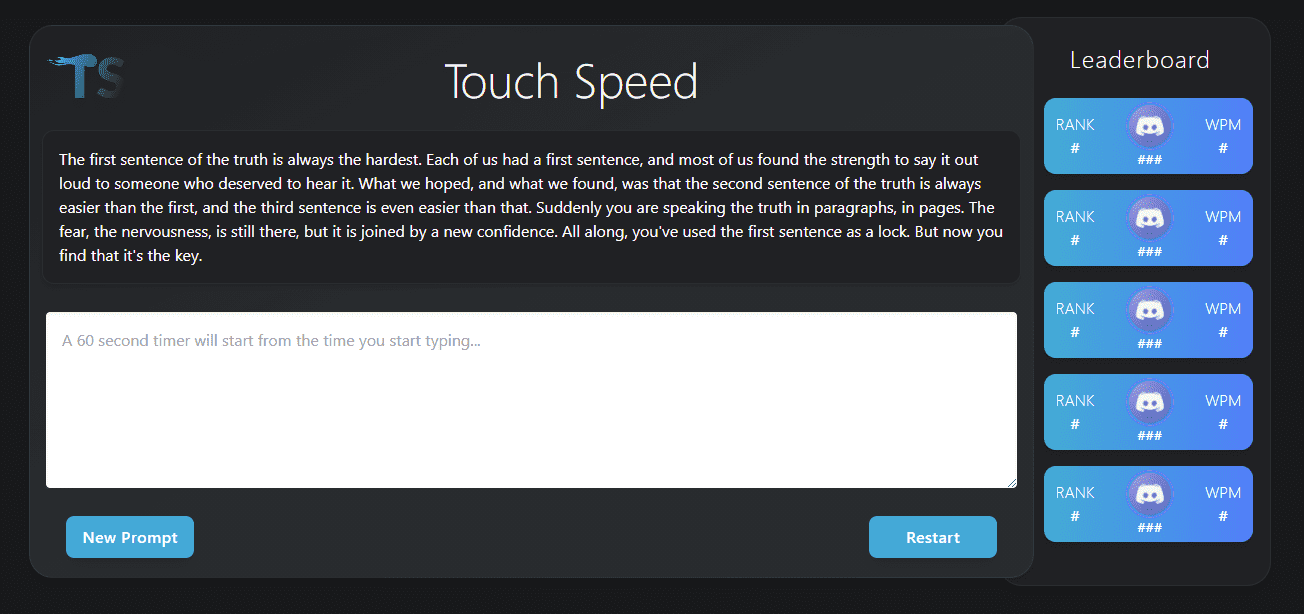 TS
Touch Speed
The first sentence of the truth is always the hardest. Each of us had a first sentence, and most of us found the strength to say it out
loud to someone who deserved to hear it. What we hoped, and what we found, was that the second sentence of the truth is always
easier than the first, and the third sentence is even easier than that. Suddenly you are speaking the truth in paragraphs, in pages. The
fear, the nervousness, is still there, but it is joined by a new confidence. All along, you've used the first sentence as a lock. But now you
find that it's the key.
A 60 second timer will start from the time you start typing...
New Prompt
Restart
Leaderboard
RANK WPM
# ### #
RANK WPM
# ### #
RANK WPM
# ### #
RANK WPM
# ### #
RANK WPM
# ### #